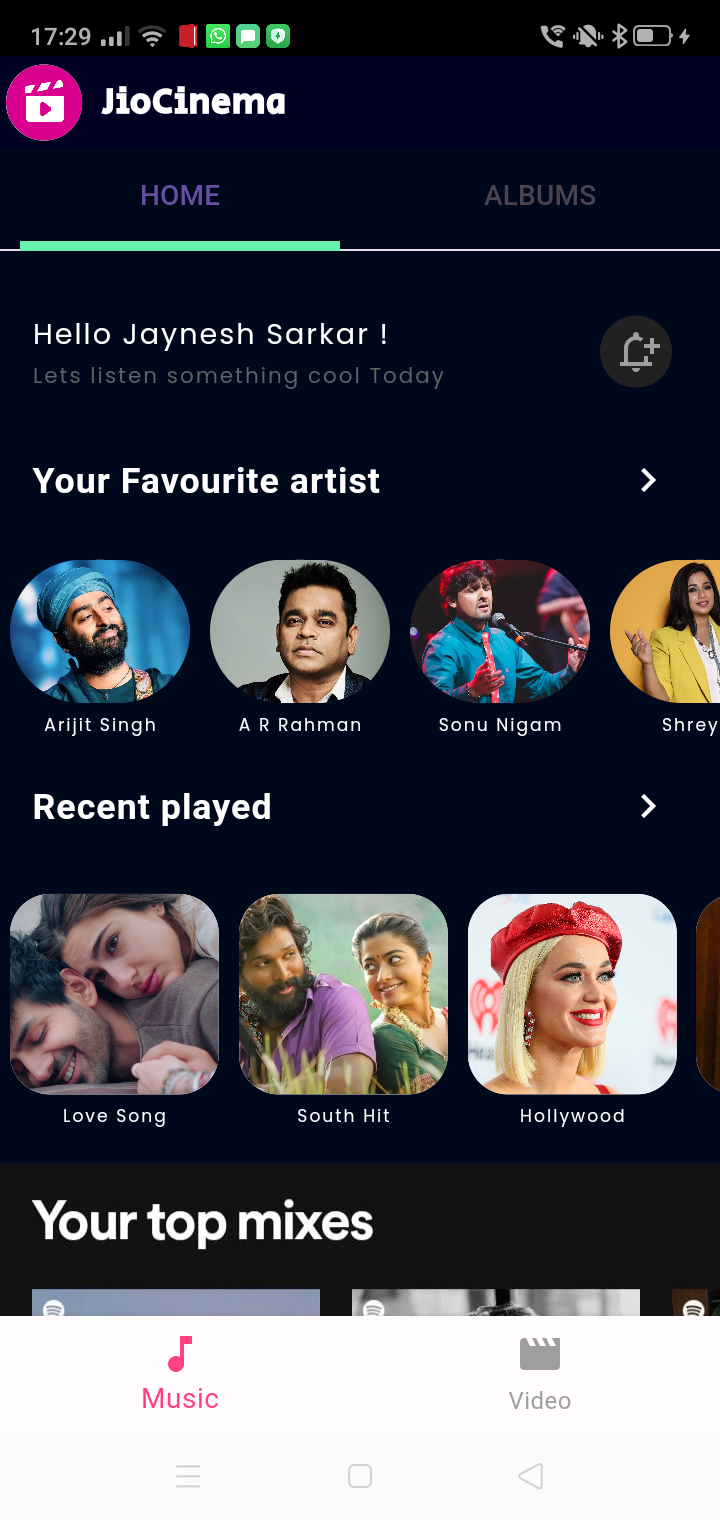 17:29
JioCinema
HOME
ALBUMS
Hello Jaynesh Sarkar !
Lets listen something cool Today
Your Favourite artist
Arijit Singh
A R Rahman
Sonu Nigam
Shrey
Recent played
Love Song
South Hit
Hollywood
Your top mixes
Music
Video